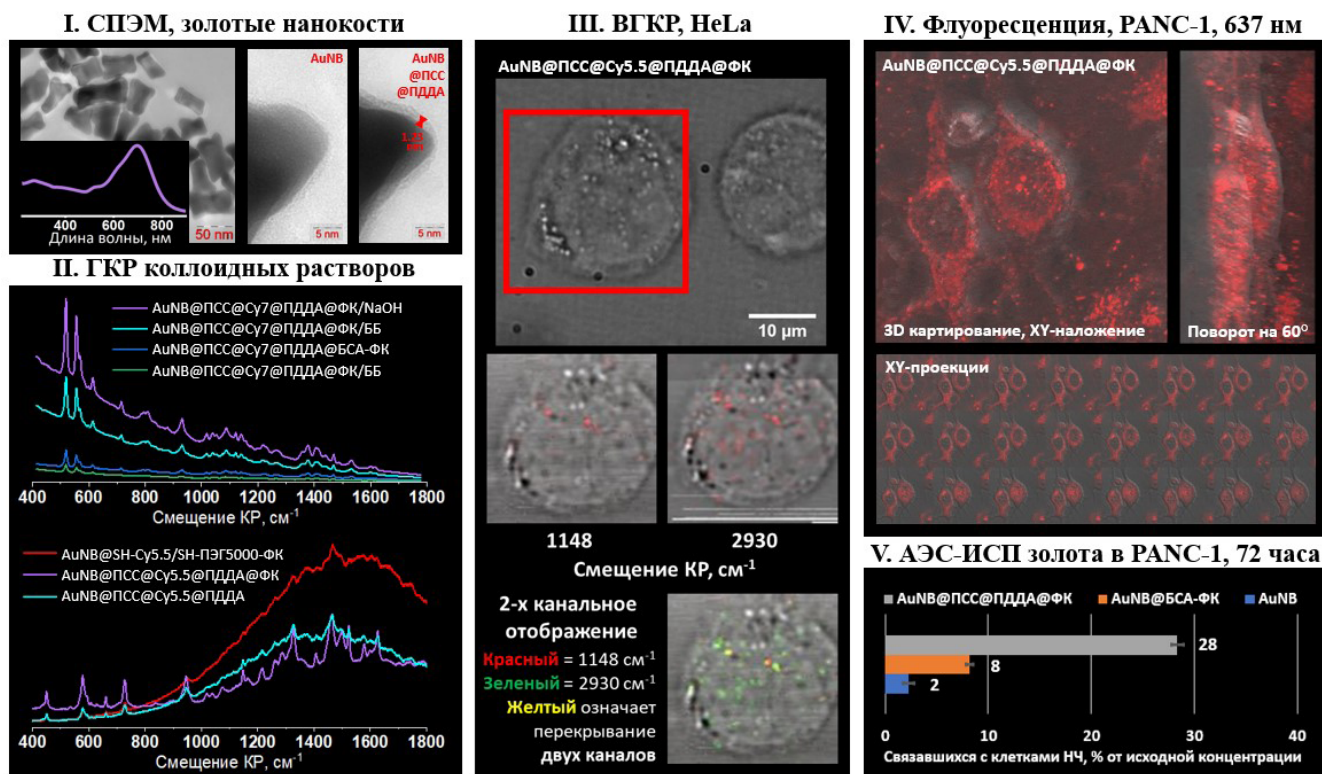 I. СПЭМ, золотые нанокости
AuNB
AuNB
@ПСС
@ПДДА
400 600 800
Длина волны, нм
50 nm
5 nm
5 nm
II. ГКР коллоидных растворов
AuNB@ПСС@Cy7@ПДДА@ФК/NaOH
AuNB@ПСС@Cy7@ПДДА@ФК/ББ
AuNB@ПСС@Cy7@ПДДА@БСА-ФК
AuNB@ПСС@Cy7@ПДДА@ФК/ББ
400 600 800 1000 1200 1400 1600 1800
Смещение КР, см-1
AuNB@SH-Cy5.5/SH-ПЭГ5000-ФК
AuNB@ПСС@Cy5.5@ПДДА@ФК
AuNB@ПСС@Cy5.5@ПДДА
400 600 800 1000 1200 1400 1600 1800
Смещение КР, см-1
III. ВГКР, HeLa
AuNB@ПСС@Cy5.5@ПДДА@ФК
10 µm
1148 2930
Смещение КР, см-1
2-х канальное
отображение
Красный = 1148 см-1
Зеленый = 2930 см-1
Желтый означает
перекрывание
двух каналов
IV. Флуоресценция, PANC-1, 637 нм
AuNB@ПСС@Cy5.5@ПДДА@ФК
3D картирование, XY-наложение
Поворот на 60О
XY-проекции
V. АЭС-ИСП золота в PANC-1, 72 часа
AuNB@ПСС@ПДДА@ФК AuNB@БСА-ФК AuNB
28
8
2
0 10 20 30 40
Связавшихся с клетками НЧ, % от исходной концентрации